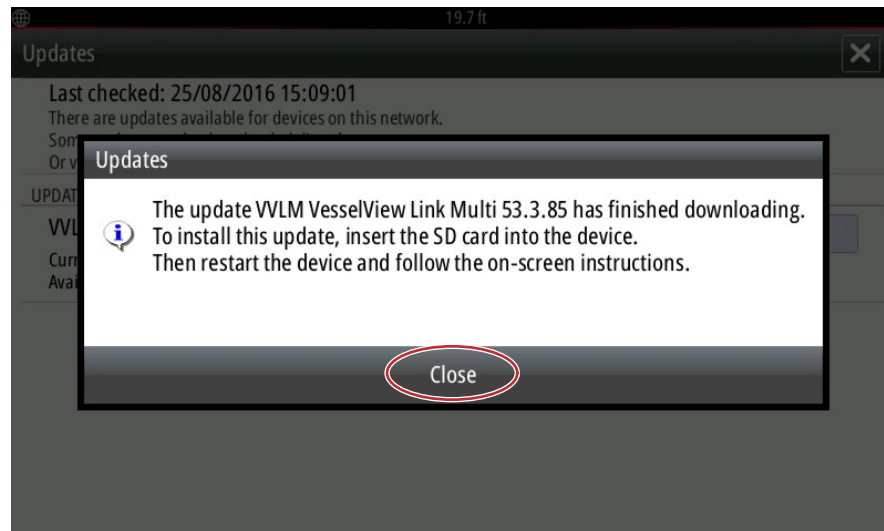 19.7 ft
Updates
Last checked: 25/08/2016 15:09:01
There are updates available for devices on this network.
Or
Updates
The update VVLM VesselView Link Multi 53.3.85 has finished downloading.
To install this update, insert the SD card into the device.
Then restart the device and follow the on-screen instructions.
Close